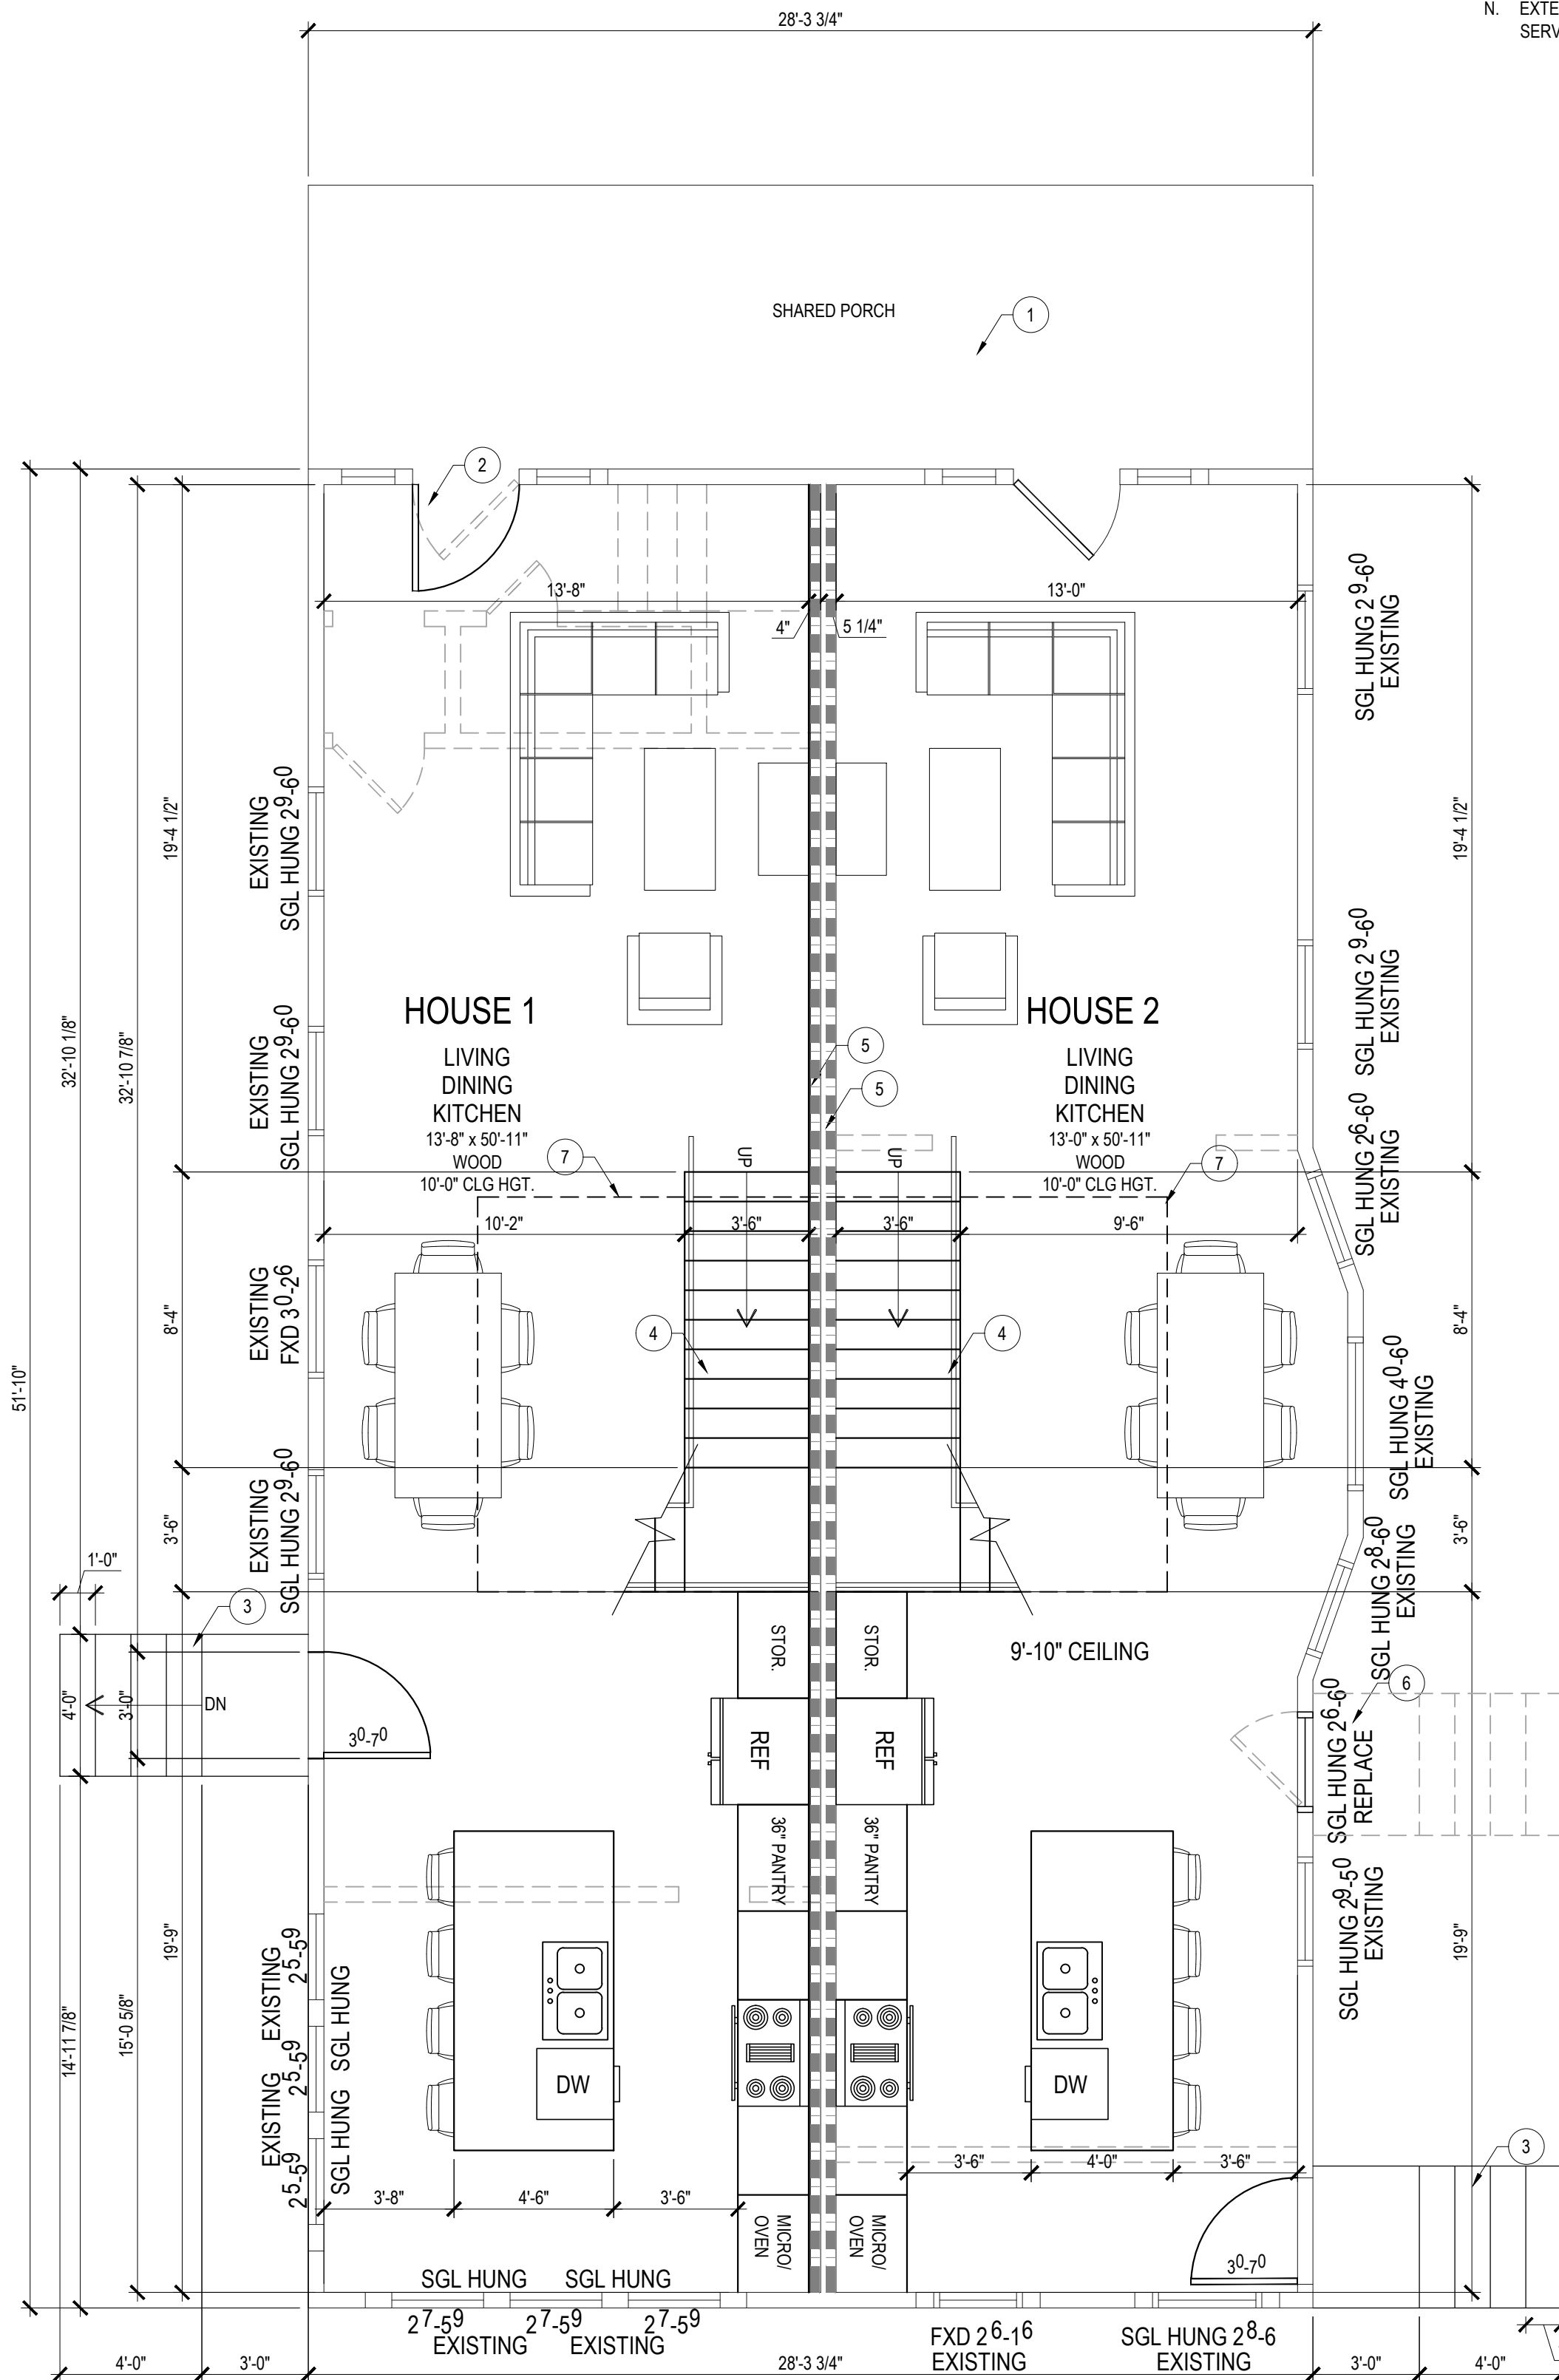 N. EXTE
SERV
28'-3 3/4"
SHARED PORCH
1
2
13'-8"
13'-0"
4"
5 1/4"
SGL HUNG 2⁹-6⁰
EXISTING
EXISTING
SGL HUNG 2⁹-6⁰
19'-4 1/2"
19'-4 1/2"
32'-10 1/8"
32'-10 7/8"
51'-10"
HOUSE 1
HOUSE 2
LIVING
DINING
KITCHEN
13'-8" x 50'-11"
WOOD
10'-0" CLG HGT.
LIVING
DINING
KITCHEN
13'-0" x 50'-11"
WOOD
10'-0" CLG HGT.
5
5
7
7
EXISTING
SGL HUNG 2⁹-6⁰
SGL HUNG 2⁹-6⁰
EXISTING
SGL HUNG 2⁶-6⁰
EXISTING
UP
UP
10'-2"
3'-6"
3'-6"
9'-6"
EXISTING
FXD 3⁰-2⁶
8'-4"
8'-4"
4
4
SGL HUNG 4⁰-6⁰
EXISTING
EXISTING
SGL HUNG 2⁹-6⁰
3'-6"
3'-6"
SGL HUNG 2⁸-6⁰
EXISTING
1'-0"
3
STOR.
STOR.
9'-10" CEILING
6
SGL HUNG 2⁶-6⁰
REPLACE
4'-0"
3'-0"
DN
3⁰-7⁰
REF
REF
36" PANTRY
36" PANTRY
SGL HUNG 2⁹-5⁰
EXISTING
19'-9"
19'-9"
14'-11 7/8"
15'-0 5/8"
EXISTING
2⁵-5⁹
SGL HUNG
EXISTING
2⁵-5⁹
SGL HUNG
2⁵-5⁹
DW
DW
3
3'-6"
4'-0"
3'-6"
3'-8"
4'-6"
3'-6"
MICRO/
OVEN
MICRO/
OVEN
3⁰-7⁰
SGL HUNG
SGL HUNG
2⁷-5⁹
2⁷-5⁹
2⁷-5⁹
EXISTING
EXISTING
FXD 2⁶-1⁶
EXISTING
SGL HUNG 2⁸-6
EXISTING
4'-0"
3'-0"
28'-3 3/4"
3'-0"
4'-0"